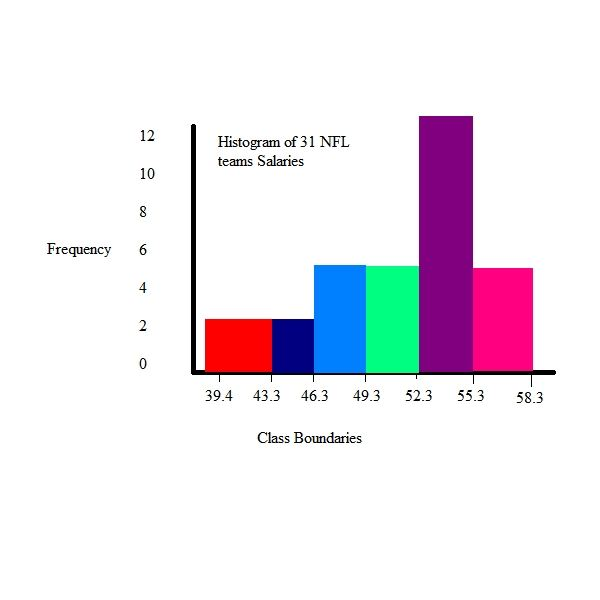 Histogram of 31 NFL
teams Salaries
12
10
8
Frequency
6
4
2
0
39.4 43.3 46.3 49.3 52.3 55.3 58.3
Class Boundaries